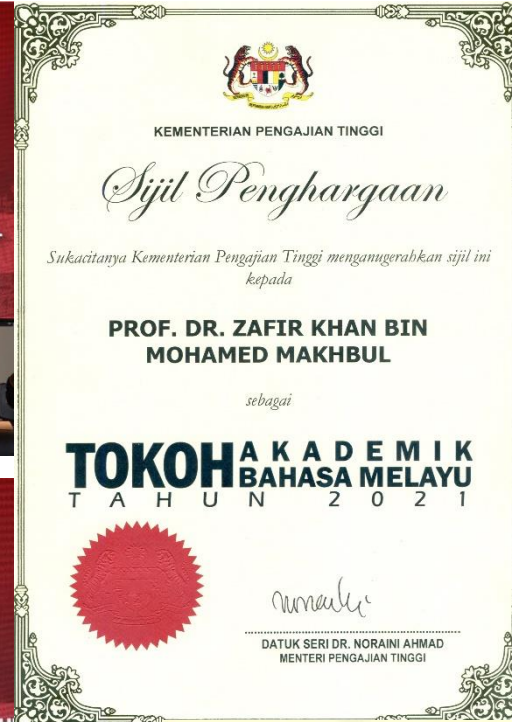 KEMENTERIAN PENGAJIAN TINGGI
Sijil Penghargaan
Sukacitanya Kementerian Pengajian Tinggi menganugerahkan sijil ini
kepada
PROF. DR. ZAFIR KHAN BIN
MOHAMED MAKHBUL
sebagai
TOKOH AKADEMIK
BAHASA MELAYU
TAHUN 2021
DATUK SERI DR. NORAINI AHMAD
MENTERI PENGAJIAN TINGGI